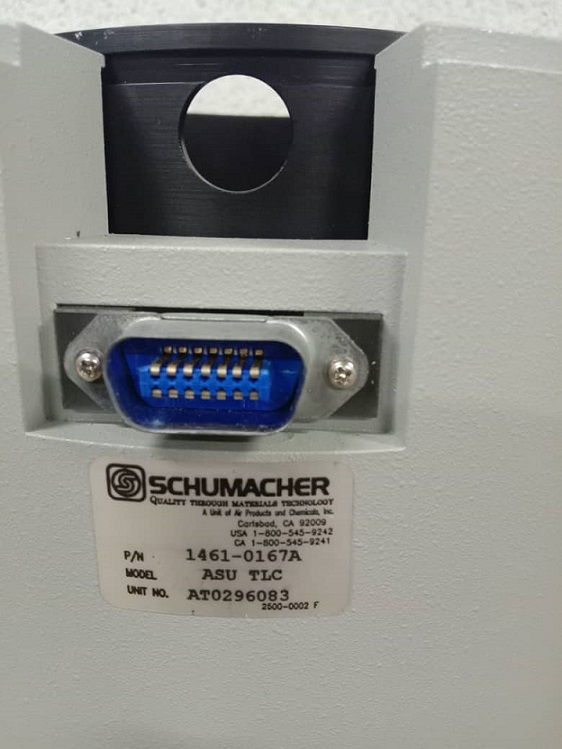 SCHUMACHER
QUALITY THROUGH MATERIALS TECHNOLOGY
A Unit of Air Products and Chemicals, Inc.
Carlsbad, CA 92009
USA 1-800-545-9242
CA 1-800-545-9241
P/N 1461-0167A
MODEL ASU TLC
UNIT NO. AT0296083
2500-0002 F